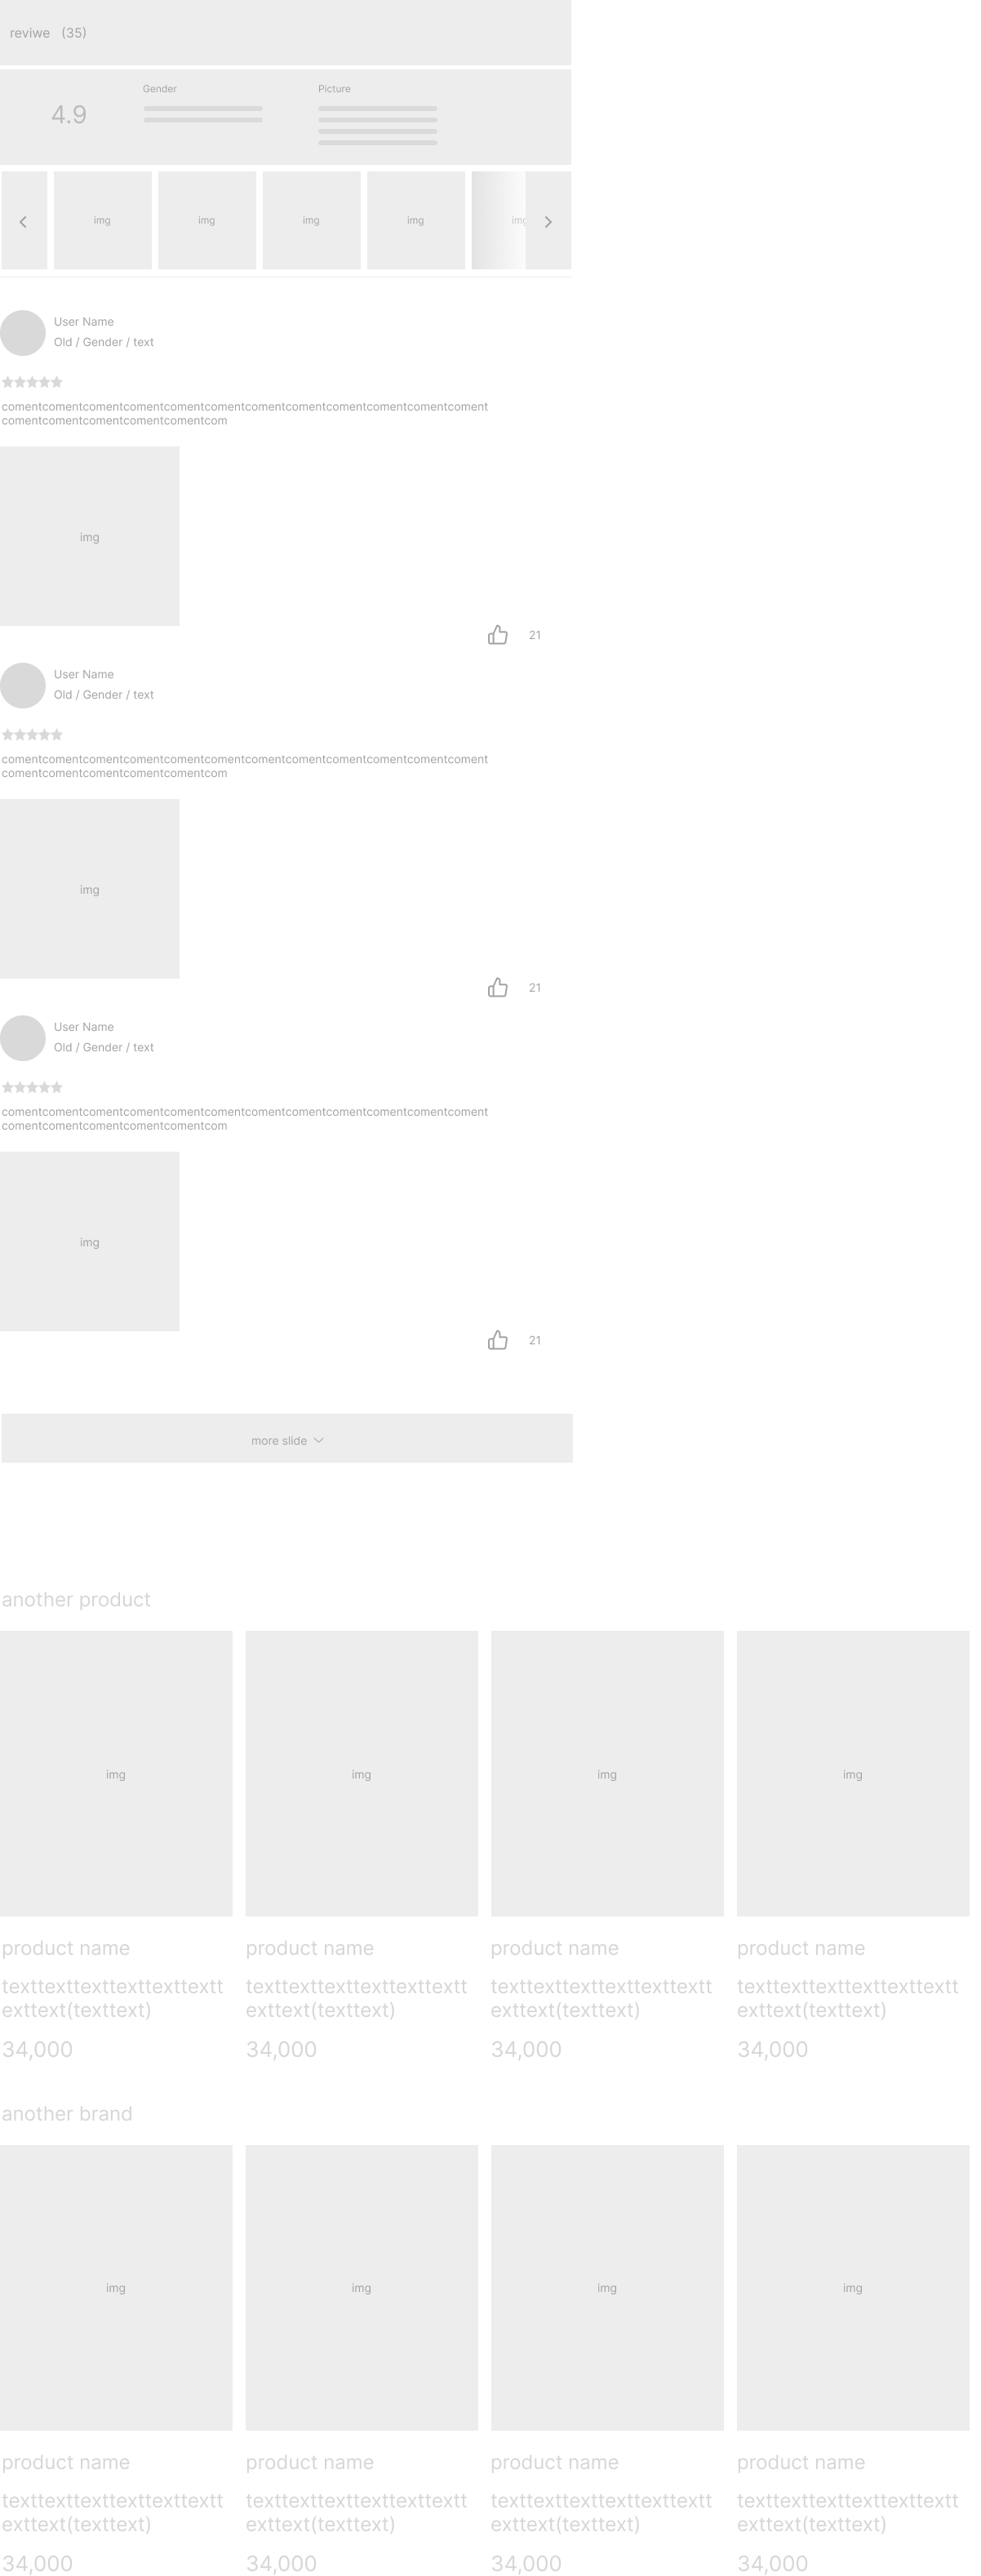 reviwe (35)
4.9
Gender
Picture
img
img
img
img
img
User Name
Old / Gender / text
comentcomentcomentcomentcomentcomentcomentcomentcomentcomentcomentcoment
comentcomentcomentcomentcomentcom
img
21
User Name
Old / Gender / text
comentcomentcomentcomentcomentcomentcomentcomentcomentcomentcomentcoment
comentcomentcomentcomentcomentcom
img
21
User Name
Old / Gender / text
comentcomentcomentcomentcomentcomentcomentcomentcomentcomentcomentcoment
comentcomentcomentcomentcomentcom
img
21
more slide
another product
img
img
img
img
product name
texttexttexttexttexttextt
exttext(texttext)
34,000
product name
texttexttexttexttexttextt
exttext(texttext)
34,000
product name
texttexttexttexttexttextt
exttext(texttext)
34,000
product name
texttexttexttexttexttextt
exttext(texttext)
34,000
another brand
img
img
img
img
product name
texttexttexttexttexttextt
exttext(texttext)
34,000
product name
texttexttexttexttexttextt
exttext(texttext)
34,000
product name
texttexttexttexttexttextt
exttext(texttext)
34,000
product name
texttexttexttexttexttextt
exttext(texttext)
34,000